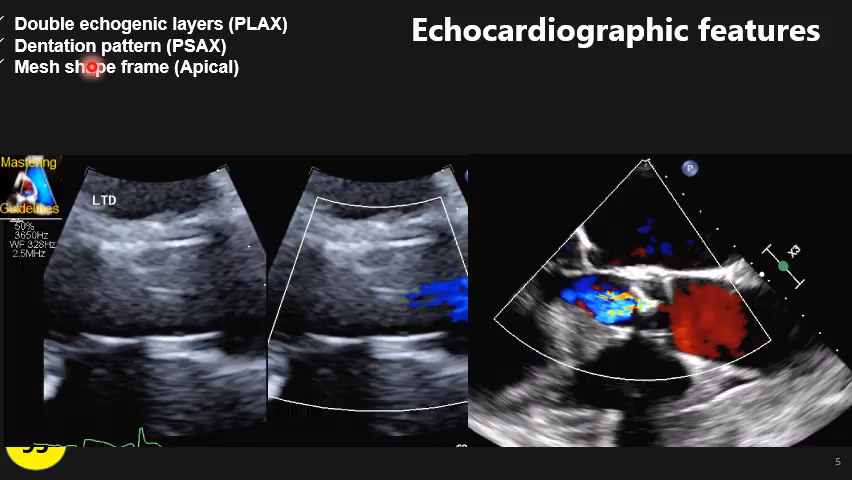 Double echogenic layers (PLAX)
Dentation pattern (PSAX)
Mesh shape frame (Apical)
Echocardiographic features
Mastering
Guidelines
50%
3650Hz
WF 328Hz
2.5MHz
LTD
P
X3
5